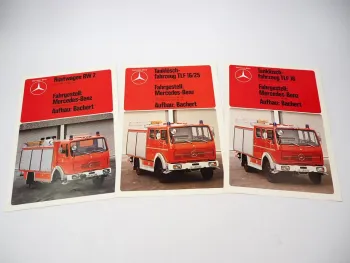 Rüstwagen RW 2
Fahrgestell:
Mercedes-Benz
Aufbau: Bachert
Tanklösch-
fahrzeug TLF 16/25
Fahrgestell:
Mercedes-Benz
Aufbau: Bachert
Tanklösch-
fahrzeug TLF 16
Fahrgestell:
Mercedes-Benz
Aufbau: Bachert